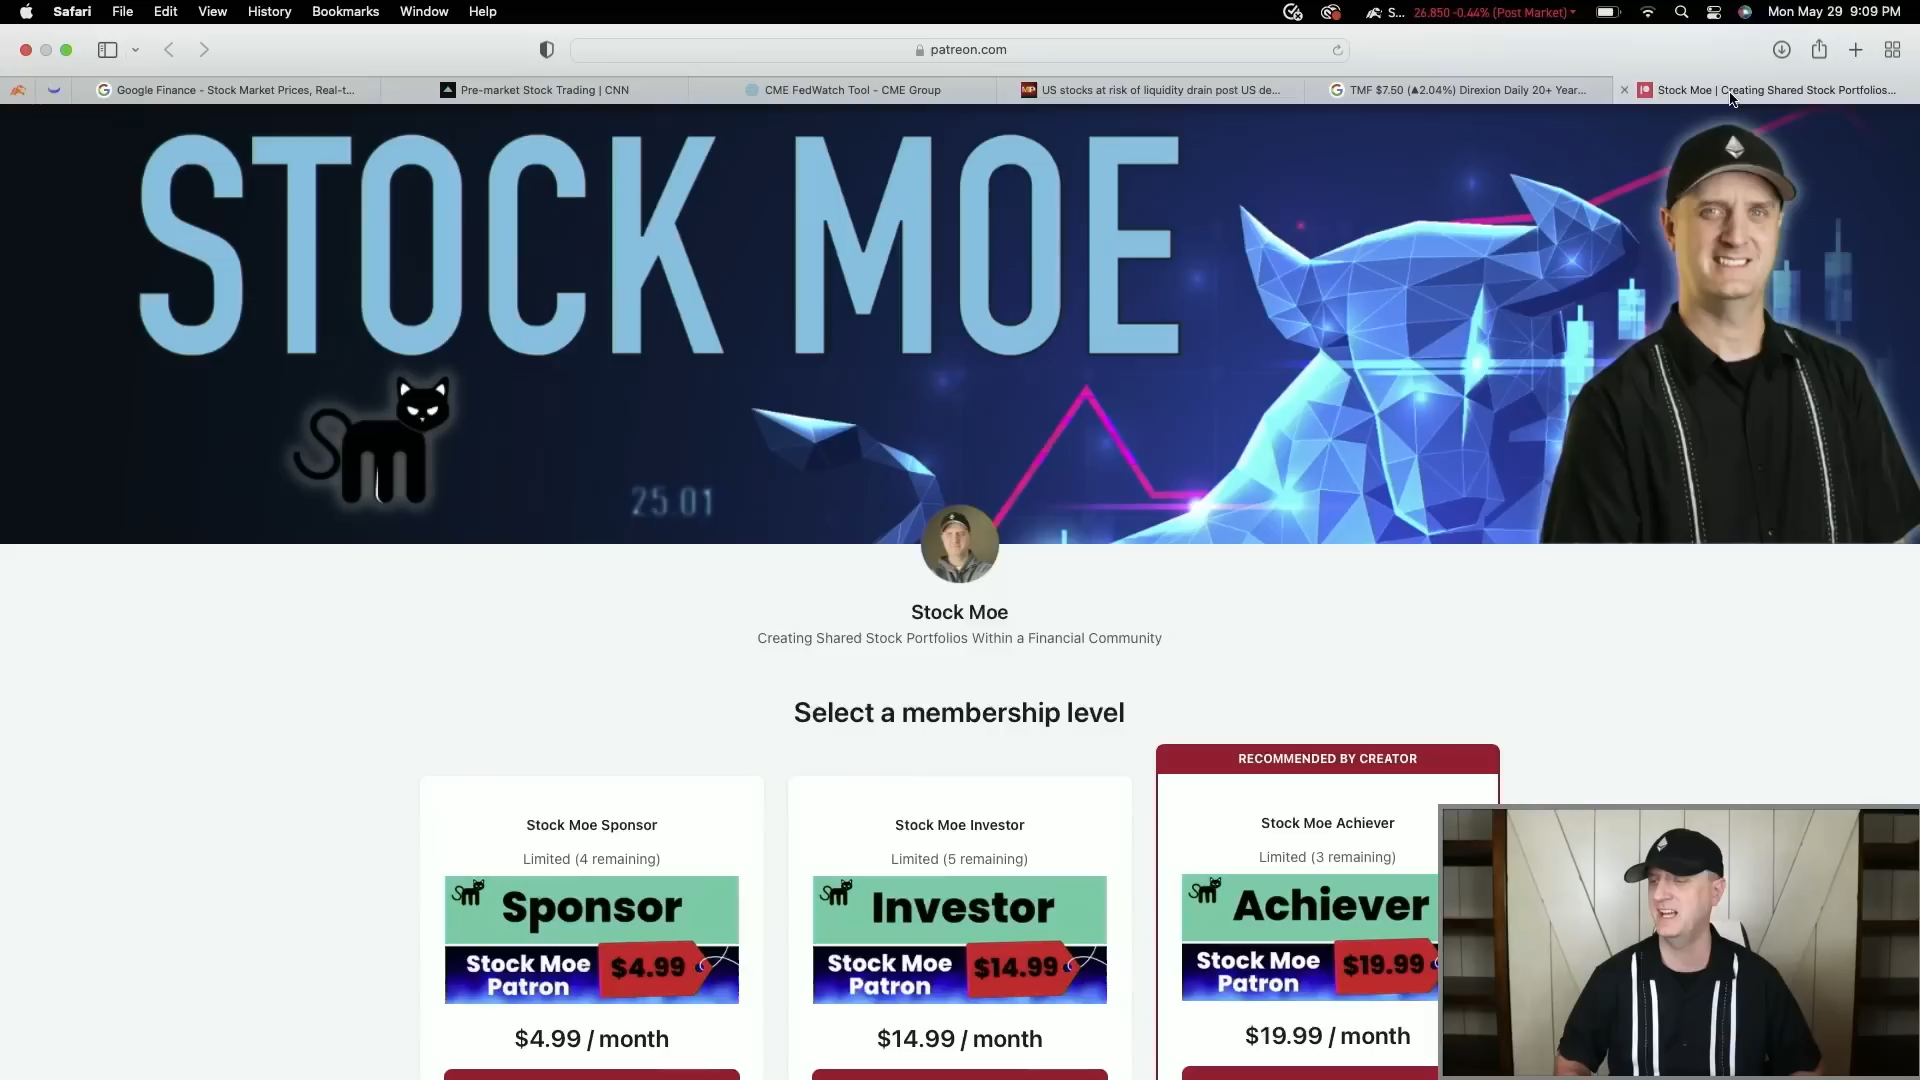 Safari File Edit View History Bookmarks Window Help
S... 26.850 -0.44% (Post Market) Mon May 29 9:09 PM
patreon.com
Google Finance - Stock Market Prices, Real-t...
Pre-market Stock Trading | CNN
CME FedWatch Tool - CME Group
US stocks at risk of liquidity drain post US de...
TMF $7.50 (▲2.04%) Direxion Daily 20+ Year...
Stock Moe | Creating Shared Stock Portfolios...
STOCK MOE
25.01
Stock Moe
Creating Shared Stock Portfolios Within a Financial Community
Select a membership level
RECOMMENDED BY CREATOR
Stock Moe Sponsor
Limited (4 remaining)
Sponsor
Stock Moe
Patron
$4.99
$4.99 / month
Stock Moe Investor
Limited (5 remaining)
Investor
Stock Moe
Patron
$14.99
$14.99 / month
Stock Moe Achiever
Limited (3 remaining)
Achiever
Stock Moe
Patron
$19.99
$19.99 / month